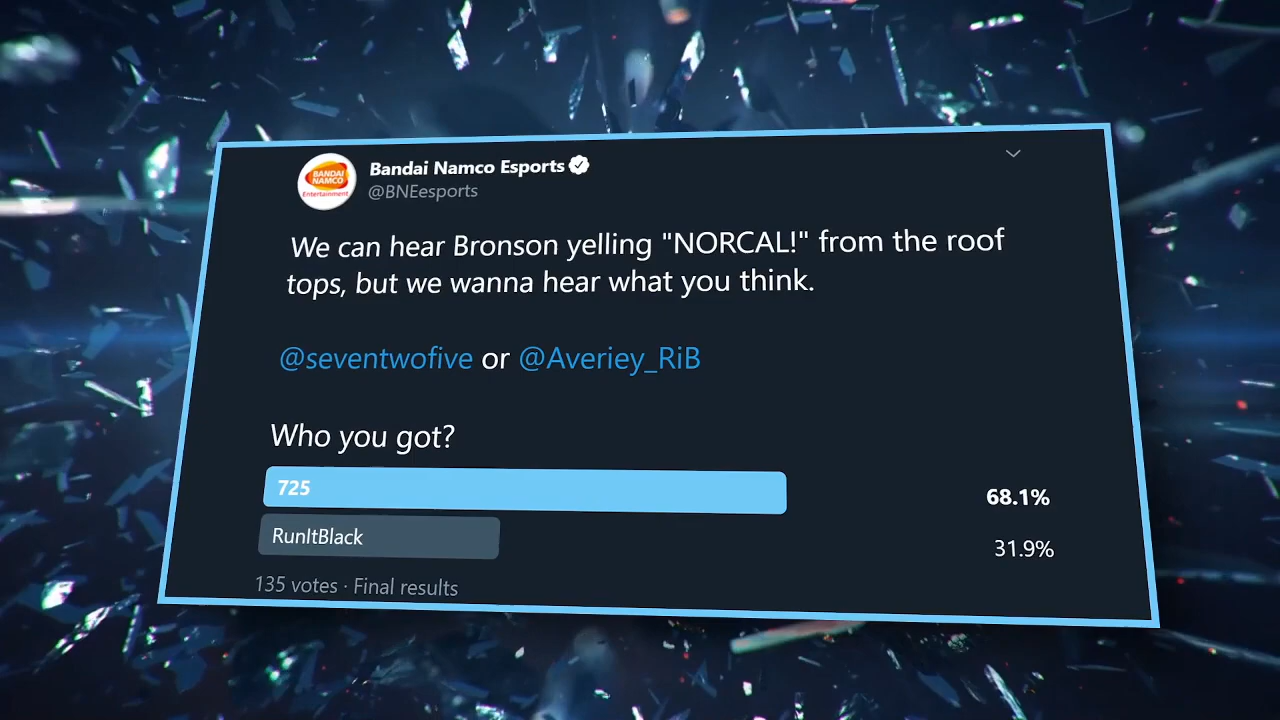 BANDAI
NAMCO
Entertainment
Bandai Namco Esports
@BNEesports
We can hear Bronson yelling "NORCAL!" from the roof
tops, but we wanna hear what you think.
@seventwofive or @Averiey_RiB
Who you got?
725 68.1%
RunItBlack 31.9%
135 votes · Final results